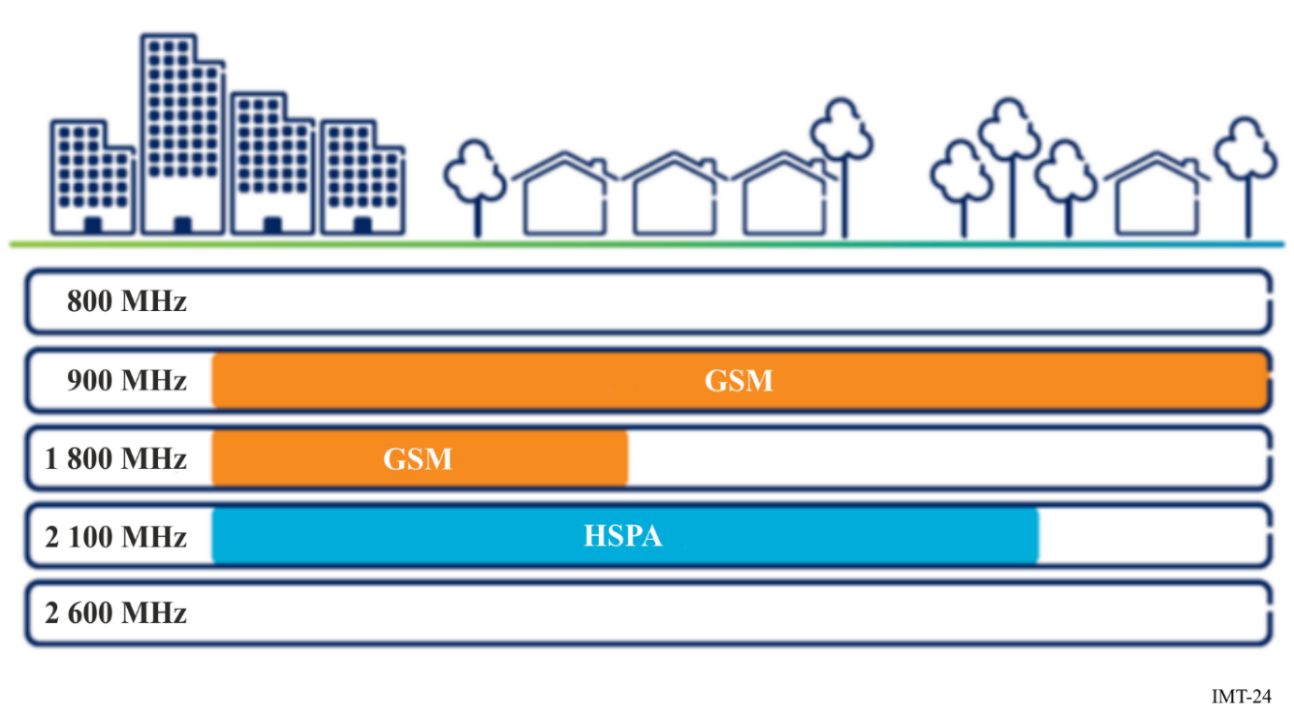 800 MHz
900 MHz GSM
1 800 MHz GSM
2 100 MHz HSPA
2 600 MHz
IMT-24